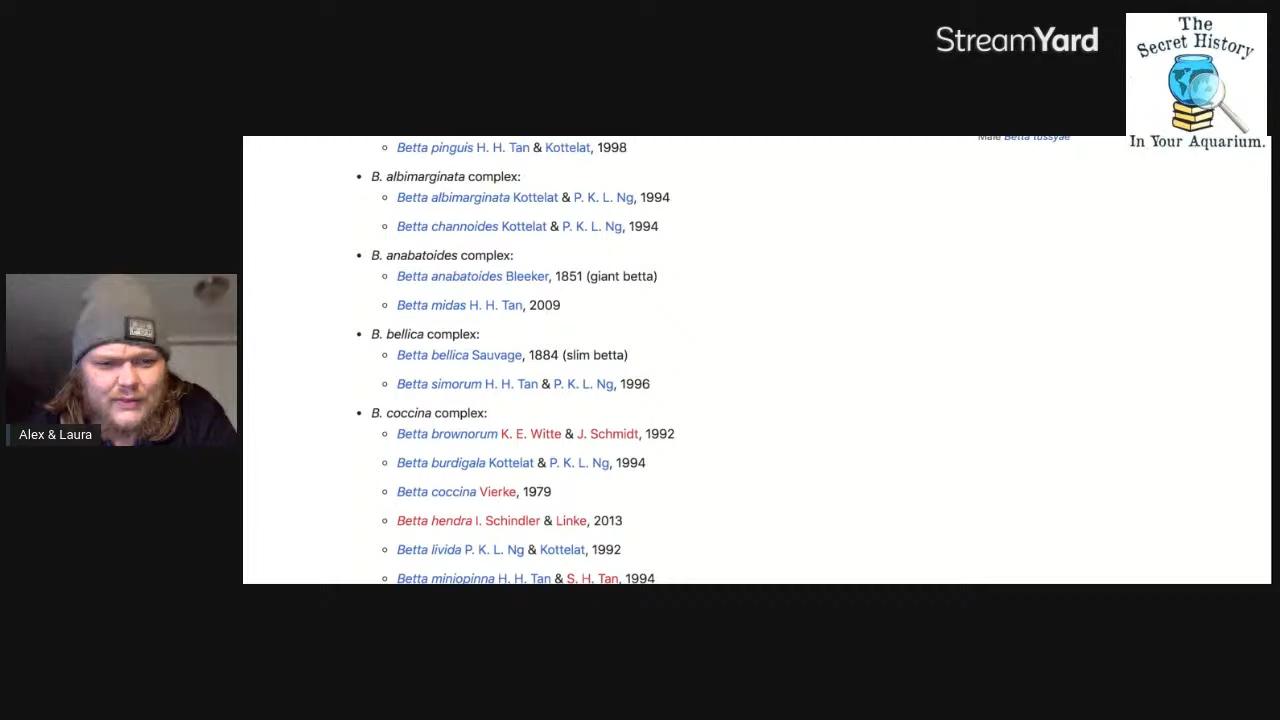 StreamYard
The
Secret History
In Your Aquarium.
Male Betta tussyae
Betta pinguis H. H. Tan & Kottelat, 1998
B. albimarginata complex:
Betta albimarginata Kottelat & P. K. L. Ng, 1994
Betta channoides Kottelat & P. K. L. Ng, 1994
B. anabatoides complex:
Betta anabatoides Bleeker, 1851 (giant betta)
Betta midas H. H. Tan, 2009
B. bellica complex:
Betta bellica Sauvage, 1884 (slim betta)
Betta simorum H. H. Tan & P. K. L. Ng, 1996
B. coccina complex:
Betta brownorum K. E. Witte & J. Schmidt, 1992
Betta burdigala Kottelat & P. K. L. Ng, 1994
Betta coccina Vierke, 1979
Betta hendra I. Schindler & Linke, 2013
Betta livida P. K. L. Ng & Kottelat, 1992
Betta miniopinna H. H. Tan & S. H. Tan, 1994
Alex & Laura